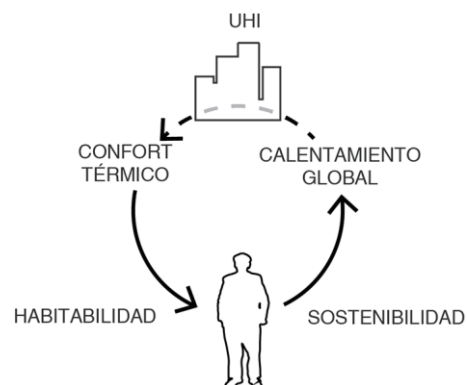 UHI
CONFORT
TÉRMICO
CALENTAMIENTO
GLOBAL
HABITABILIDAD
SOSTENIBILIDAD